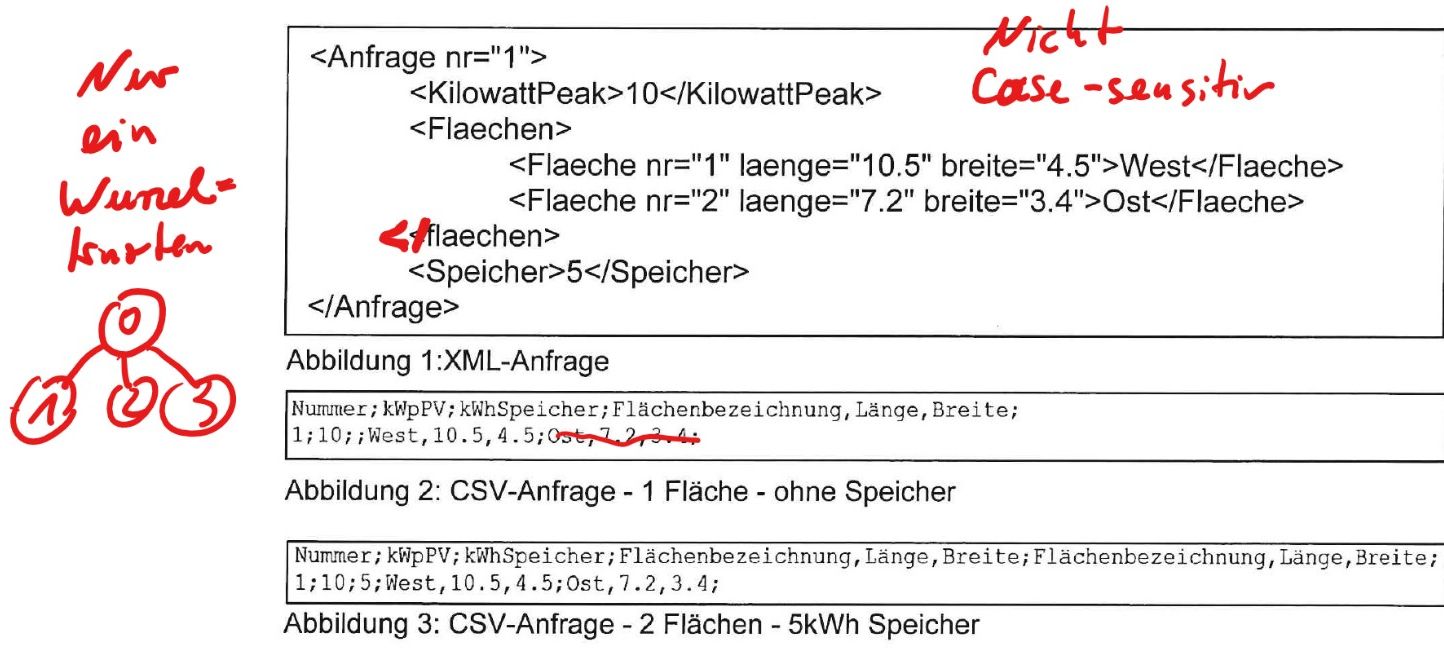 Nur
ein
Wurzel=
knoten
0
1 2 3
Nicht
Case-sensitiv
<Anfrage nr="1">
<KilowattPeak>10</KilowattPeak>
<Flaechen>
<Flaeche nr="1" laenge="10.5" breite="4.5">West</Flaeche>
<Flaeche nr="2" laenge="7.2" breite="3.4">Ost</Flaeche>
</flaechen>
<Speicher>5</Speicher>
</Anfrage>
Abbildung 1:XML-Anfrage
Nummer;kWpPV;kWhSpeicher;Flächenbezeichnung,Länge,Breite;
1;10;;West,10.5,4.5;Ost,7.2,3.4;
Abbildung 2: CSV-Anfrage - 1 Fläche - ohne Speicher
Nummer;kWpPV;kWhSpeicher;Flächenbezeichnung,Länge,Breite;Flächenbezeichnung,Länge,Breite;
1;10;5;West,10.5,4.5;Ost,7.2,3.4;
Abbildung 3: CSV-Anfrage - 2 Flächen - 5kWh Speicher